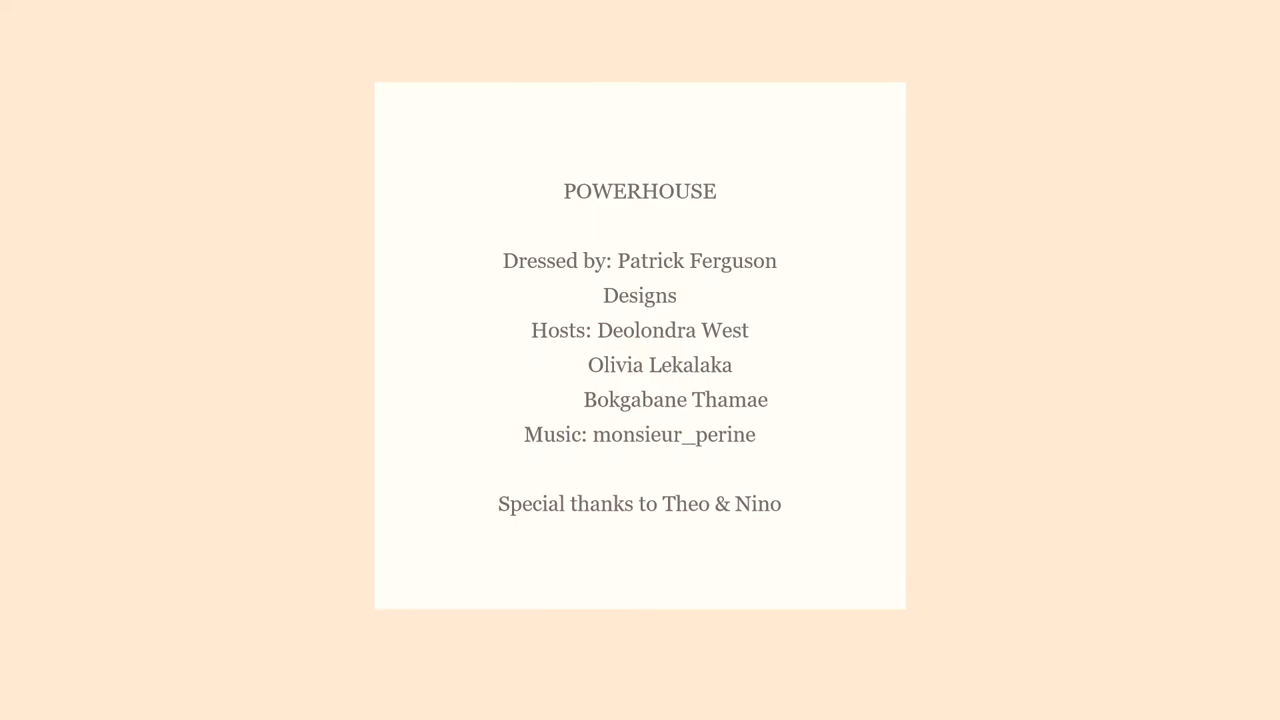 POWERHOUSE
Dressed by: Patrick Ferguson
Designs
Hosts: Deolondra West
Olivia Lekalaka
Bokgabane Thamae
Music: monsieur_perine
Special thanks to Theo & Nino